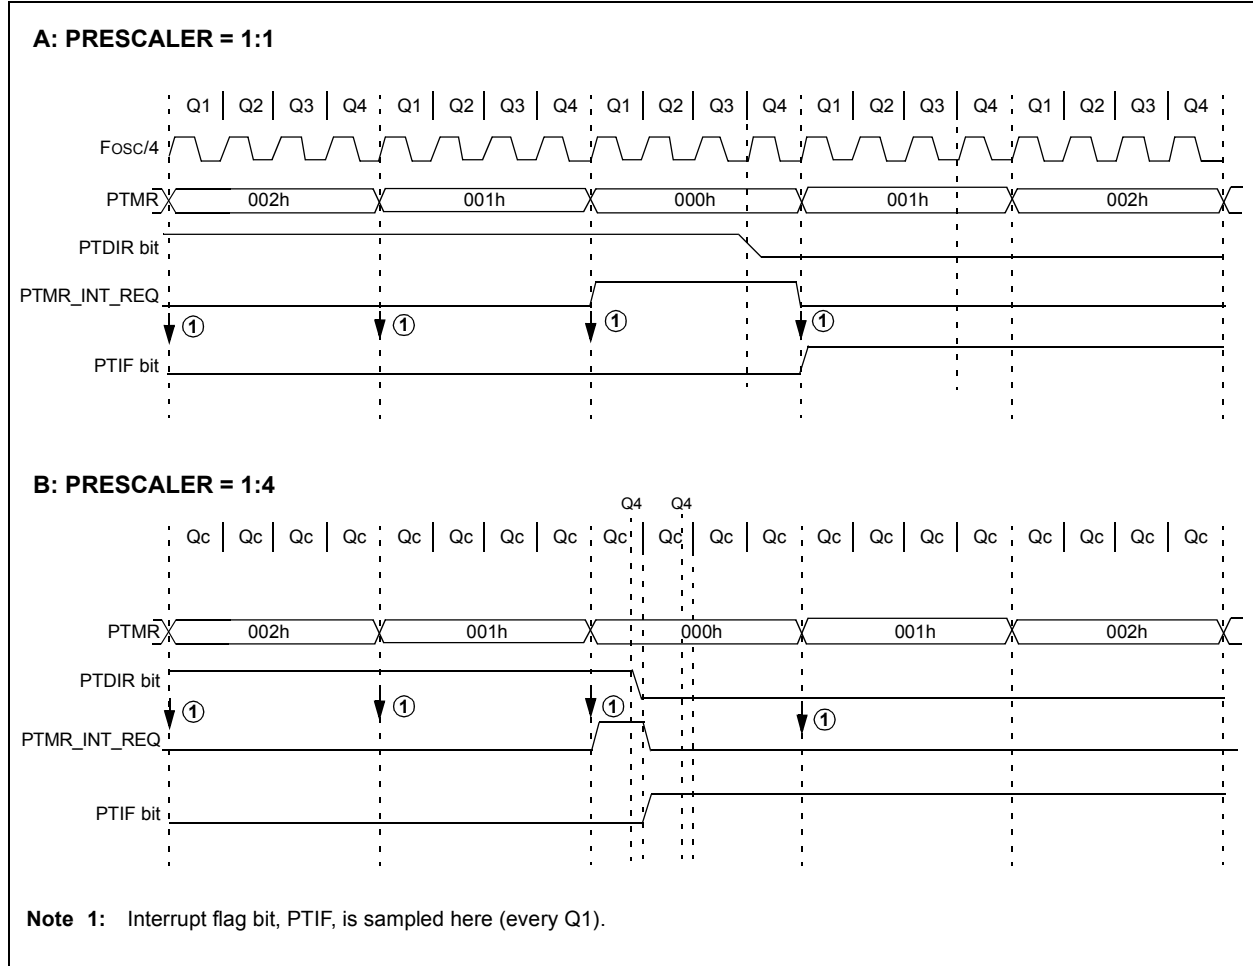 A: PRESCALER = 1:1
Q1 Q2 Q3 Q4 Q1 Q2 Q3 Q4 Q1 Q2 Q3 Q4 Q1 Q2 Q3 Q4 Q1 Q2 Q3 Q4
FOSC/4
PTMR 002h 001h 000h 001h 002h
PTDIR bit
PTMR_INT_REQ
1 1 1 1
PTIF bit
B: PRESCALER = 1:4
Q4 Q4
Qc Qc Qc Qc Qc Qc Qc Qc Qc Qc Qc Qc Qc Qc Qc Qc Qc Qc Qc Qc
PTMR 002h 001h 000h 001h 002h
PTDIR bit
1 1 1 1
PTMR_INT_REQ
PTIF bit
Note 1: Interrupt flag bit, PTIF, is sampled here (every Q1).